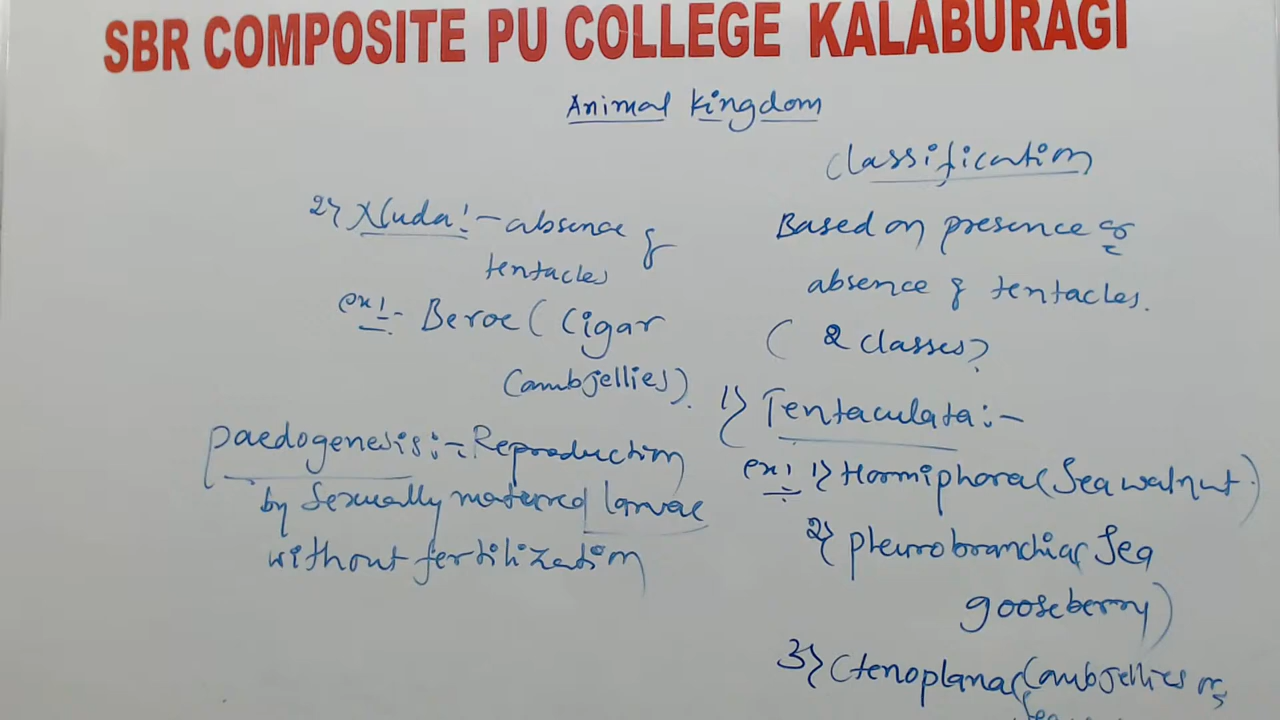 SBR COMPOSITE PU COLLEGE KALABURAGI
Animal kingdom
Classification
Based on presence or
absence of tentacles.
( 2 classes)
1) Tentaculata:-
ex:- 1) Hormiphora (Sea walnut)
2) pleurobranchia (Sea
gooseberry)
3) Ctenoplana (Combjellies or
Sea
2) Nuda:- absence of
tentacles
ex:- Beroe (Cigar
Combjellies).
paedogenesis:- Reproduction
by Sexually matured larvae
without fertilization